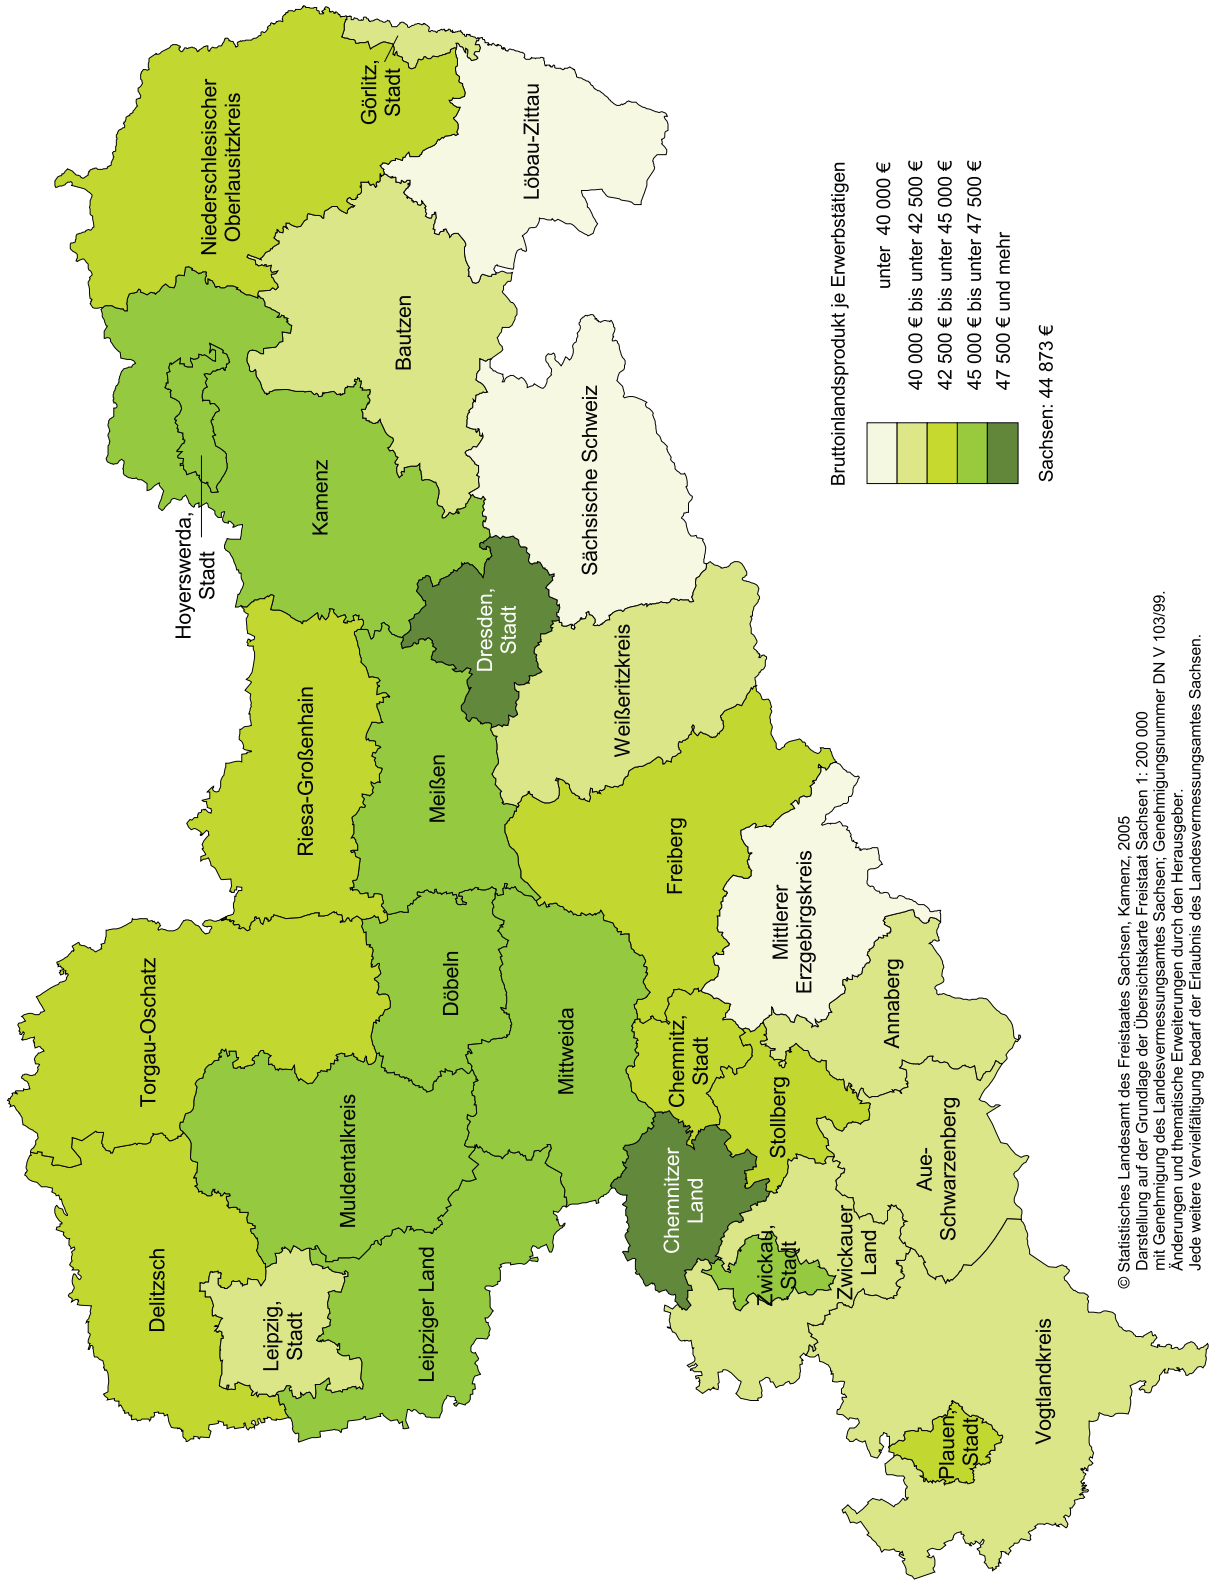 Delitzsch
Torgau-Oschatz
Leipzig,
Stadt
Muldentalkreis
Leipziger Land
Döbeln
Mittweida
Riesa-Großenhain
Meißen
Hoyerswerda,
Stadt
Kamenz
Niederschlesischer
Oberlausitzkreis
Görlitz,
Stadt
Bautzen
Löbau-Zittau
Dresden,
Stadt
Sächsische Schweiz
Weißeritzkreis
Freiberg
Mittlerer
Erzgebirgskreis
Chemnitz,
Stadt
Chemnitzer
Land
Stollberg
Annaberg
Aue-
Schwarzenberg
Zwickau,
Stadt
Zwickauer
Land
Plauen,
Stadt
Vogtlandkreis
Bruttoinlandsprodukt je Erwerbstätigen
unter 40 000 €
40 000 € bis unter 42 500 €
42 500 € bis unter 45 000 €
45 000 € bis unter 47 500 €
47 500 € und mehr
Sachsen: 44 873 €
© Statistisches Landesamt des Freistaates Sachsen, Kamenz, 2005
Darstellung auf der Grundlage der Übersichtskarte Freistaat Sachsen 1: 200 000
mit Genehmigung des Landesvermessungsamtes Sachsen; Genehmigungsnummer DN V 103/99.
Änderungen und thematische Erweiterungen durch den Herausgeber.
Jede weitere Vervielfältigung bedarf der Erlaubnis des Landesvermessungsamtes Sachsen.